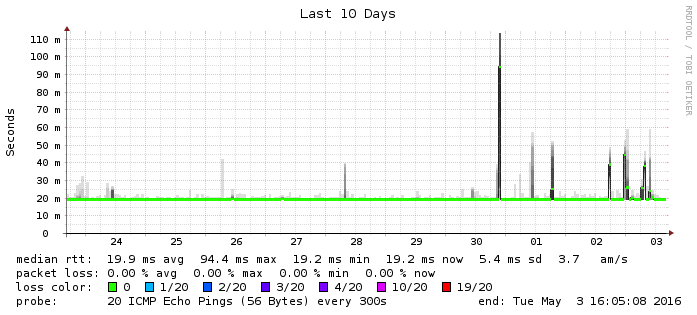 Last 10 Days
RRDTOOL / TOBI OETIKER
Seconds
110 m
100 m
90 m
80 m
70 m
60 m
50 m
40 m
30 m
20 m
10 m
0
24 25 26 27 28 29 30 01 02 03
median rtt: 19.9 ms avg 94.4 ms max 19.2 ms min 19.2 ms now 5.4 ms sd 3.7 am/s
packet loss: 0.00 % avg 0.00 % max 0.00 % min 0.00 % now
loss color: 0 1/20 2/20 3/20 4/20 10/20 19/20
probe: 20 ICMP Echo Pings (56 Bytes) every 300s end: Tue May 3 16:05:08 2016